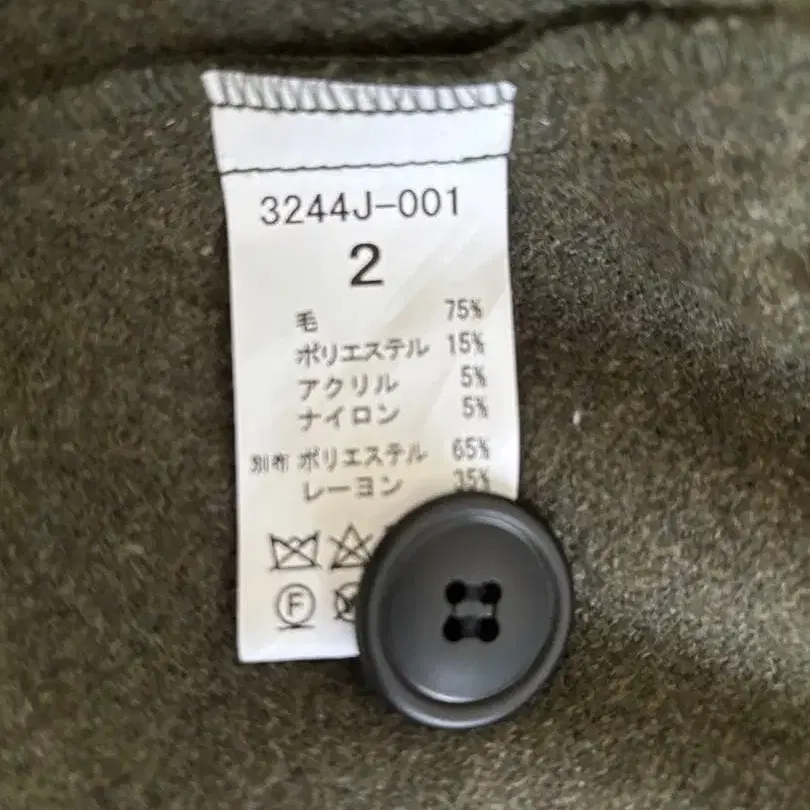 3244J-001
2
毛 75%
ポリエステル 15%
アクリル 5%
ナイロン 5%
別布 ポリエステル 65%
レーヨン 35%
F